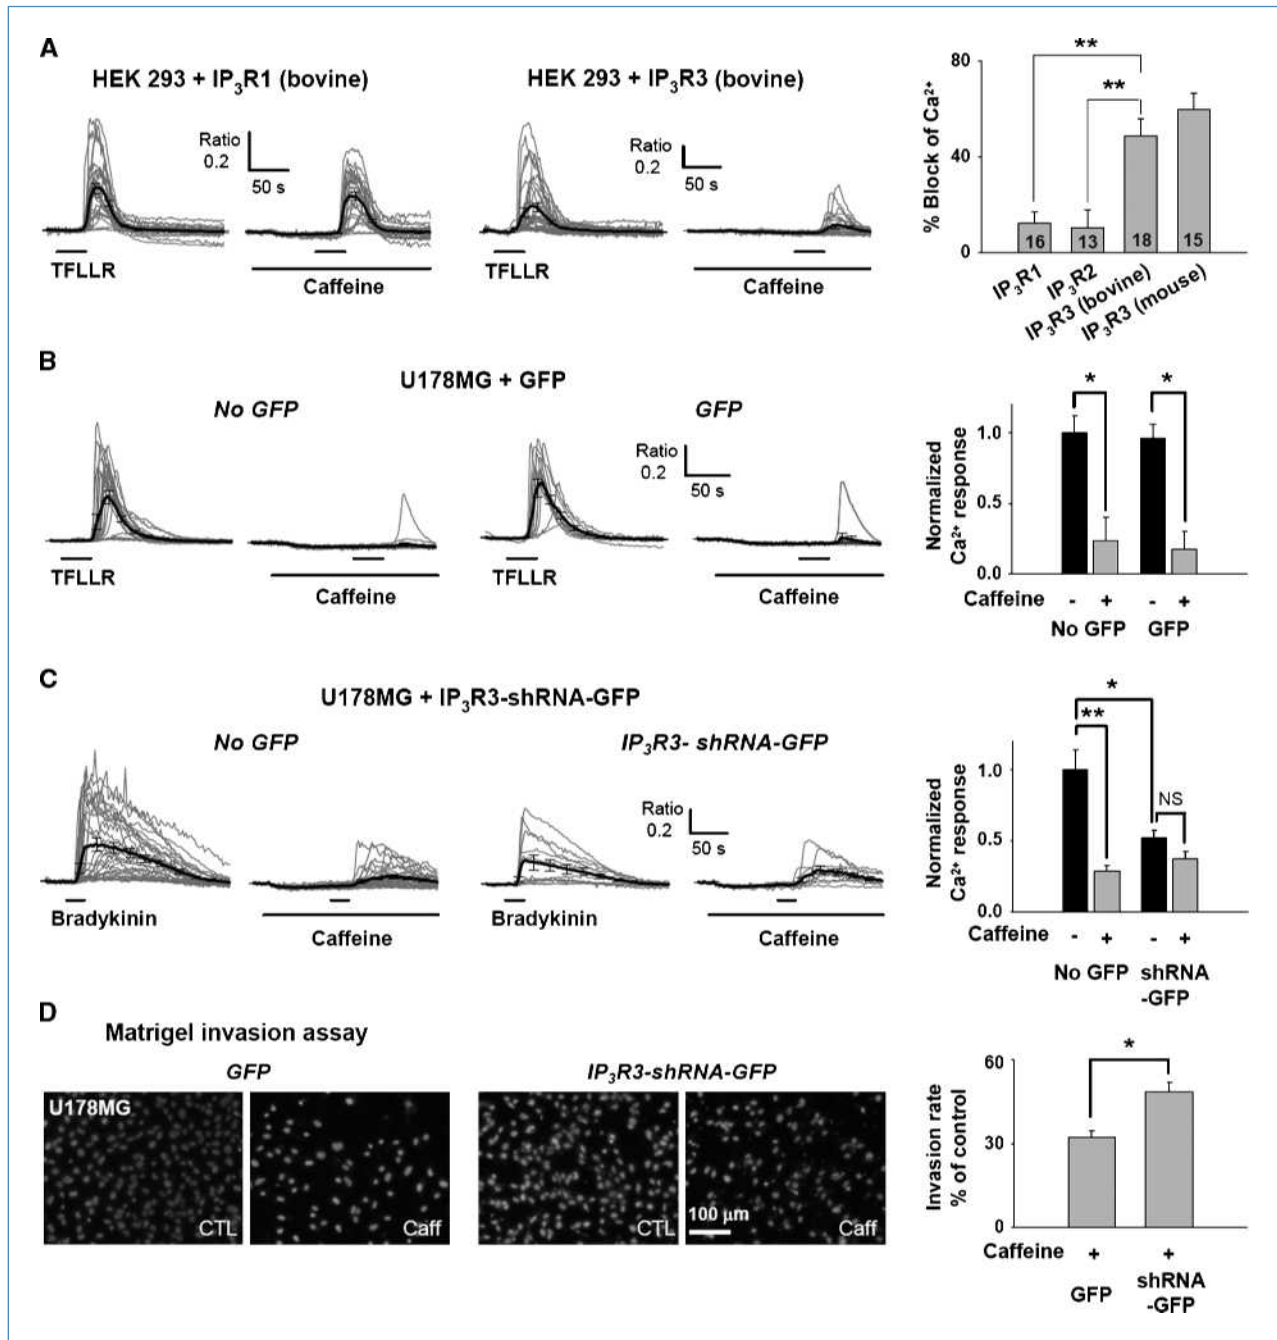 A
HEK 293 + IP₃R1 (bovine)
HEK 293 + IP₃R3 (bovine)
Ratio
0.2
50 s
Ratio
0.2
50 s
TFLLR
Caffeine
TFLLR
Caffeine
% Block of Ca²⁺
80
40
0
**
**
16
13
18
15
IP₃R1
IP₃R2
IP₃R3 (bovine)
IP₃R3 (mouse)
B
U178MG + GFP
No GFP
GFP
Ratio
0.2
50 s
TFLLR
Caffeine
TFLLR
Caffeine
Normalized
Ca²⁺ response
1.0
0.5
0.0
*
*
Caffeine - + - +
No GFP GFP
C
U178MG + IP₃R3-shRNA-GFP
No GFP
IP₃R3- shRNA-GFP
Ratio
0.2
50 s
Bradykinin
Caffeine
Bradykinin
Caffeine
Normalized
Ca²⁺ response
1.0
0.5
0.0
*
**
NS
Caffeine - + - +
No GFP shRNA
-GFP
D
Matrigel invasion assay
GFP
IP₃R3-shRNA-GFP
U178MG
CTL
Caff
CTL
100 µm
Caff
Invasion rate
% of control
60
30
0
*
Caffeine + +
GFP shRNA
-GFP